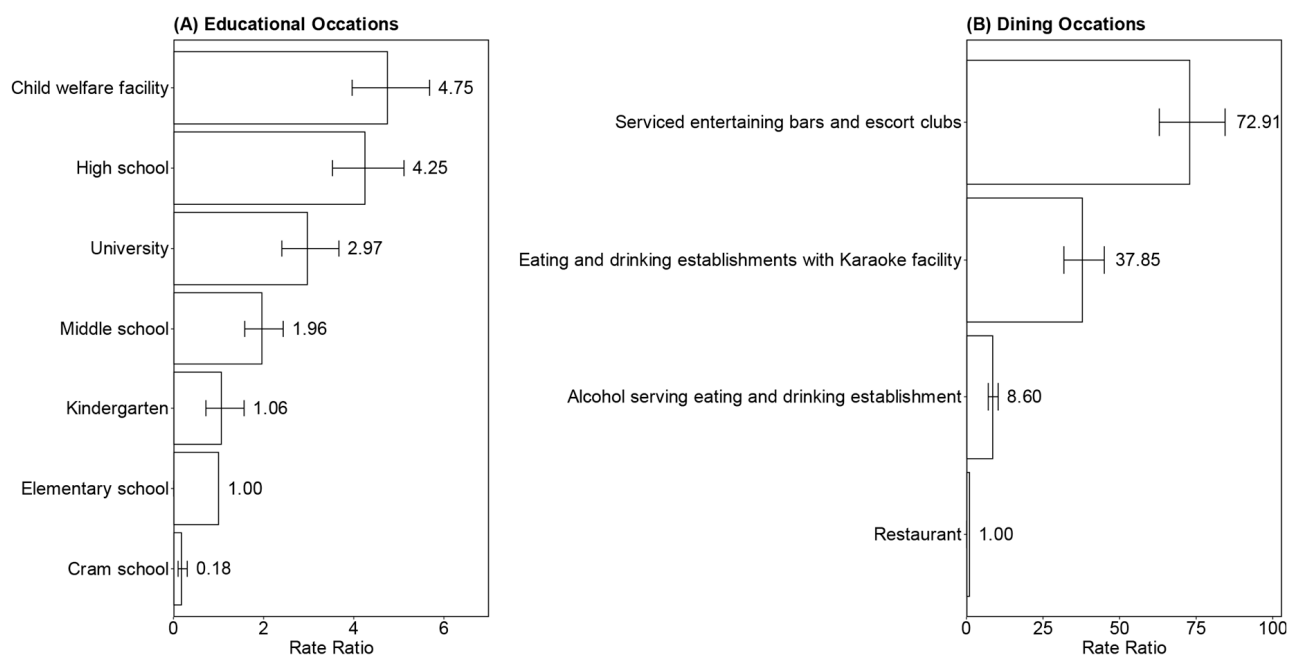 (A) Educational Occations
Child welfare facility
4.75
High school
4.25
University
2.97
Middle school
1.96
Kindergarten
1.06
Elementary school
1.00
Cram school
0.18
0 2 4 6
Rate Ratio
(B) Dining Occations
Serviced entertaining bars and escort clubs
72.91
Eating and drinking establishments with Karaoke facility
37.85
Alcohol serving eating and drinking establishment
8.60
Restaurant
1.00
0 25 50 75 100
Rate Ratio